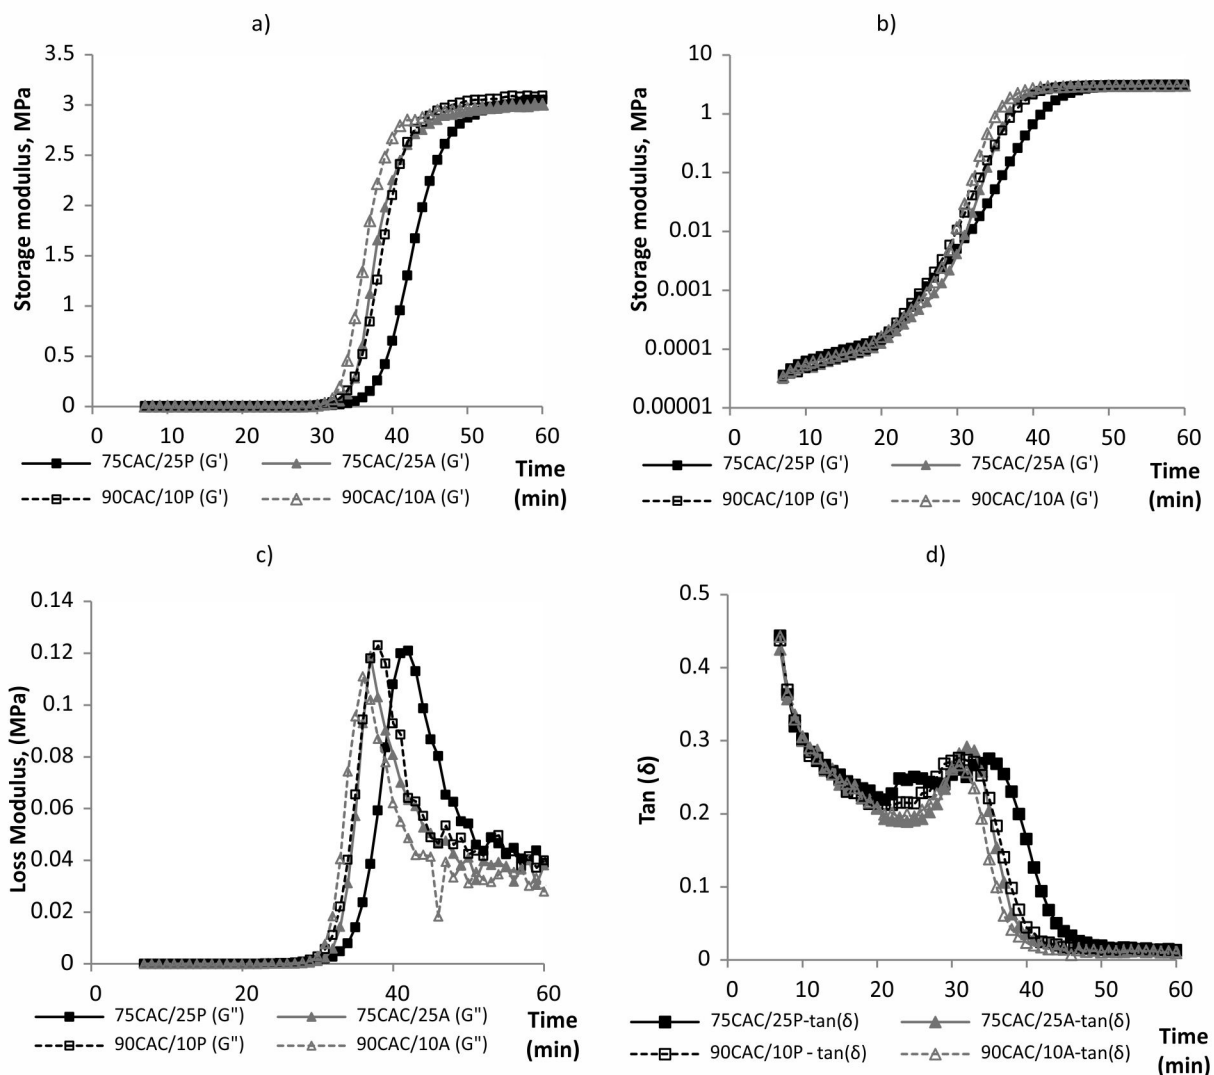 a)
3.5
3
2.5
2
1.5
1
0.5
0
Storage modulus, MPa
0 20 40 60
Time
(min)
75CAC/25P (G') 75CAC/25A (G')
90CAC/10P (G') 90CAC/10A (G')
b)
10
1
0.1
0.01
0.001
0.0001
0.00001
Storage modulus, MPa
0 10 20 30 40 50 60
Time
(min)
75CAC/25P (G') 75CAC/25A (G')
90CAC/10P (G') 90CAC/10A (G')
c)
0.14
0.12
0.1
0.08
0.06
0.04
0.02
0
Loss Modulus, (MPa)
0 20 40 60
Time
(min)
75CAC/25P (G") 75CAC/25A (G")
90CAC/10P (G") 90CAC/10A (G")
d)
0.5
0.4
0.3
0.2
0.1
0
Tan (δ)
0 10 20 30 40 50 60
Time
(min)
75CAC/25P-tan(δ) 75CAC/25A-tan(δ)
90CAC/10P - tan(δ) 90CAC/10A-tan(δ)